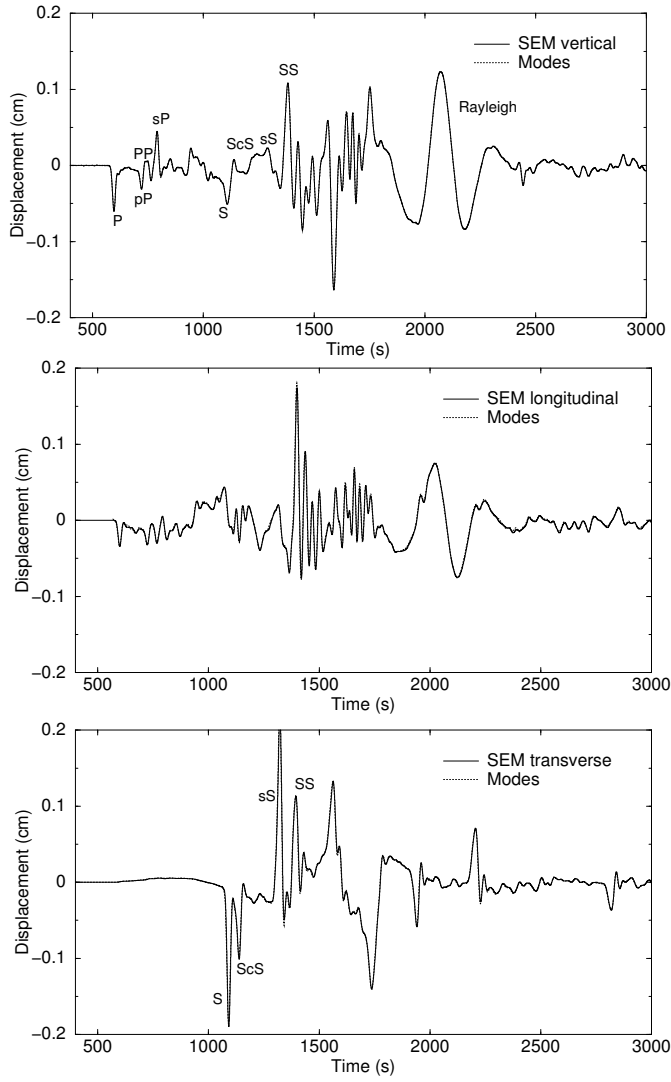 0.2
0.1
0
−0.1
−0.2
Displacement (cm)
SEM vertical
Modes
SS
Rayleigh
sP
PP
ScS
sS
P
pP
S
500
1000
1500
2000
2500
3000
Time (s)
0.2
0.1
0
−0.1
−0.2
Displacement (cm)
SEM longitudinal
Modes
500
1000
1500
2000
2500
3000
Time (s)
0.2
0.1
0
−0.1
−0.2
Displacement (cm)
SEM transverse
Modes
sS
SS
ScS
S
500
1000
1500
2000
2500
3000
Time (s)